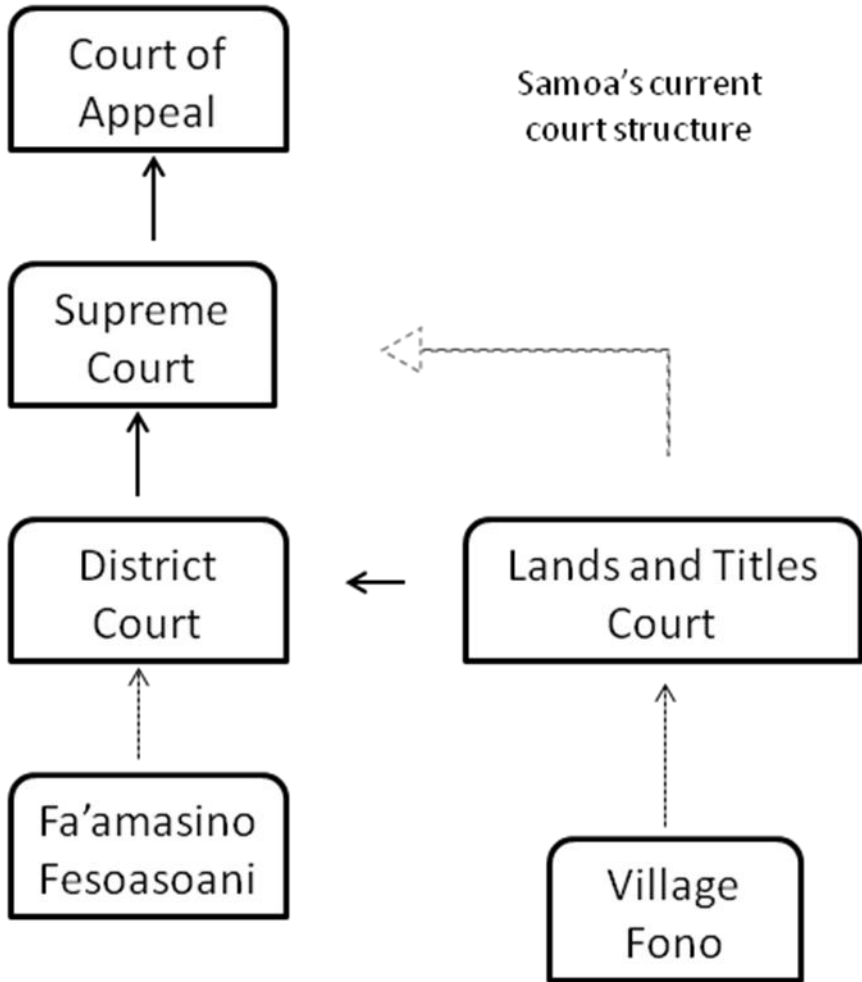 Court of
Appeal
Samoa's current
court structure
Supreme
Court
District
Court
Lands and Titles
Court
Fa'amasino
Fesoasoani
Village
Fono